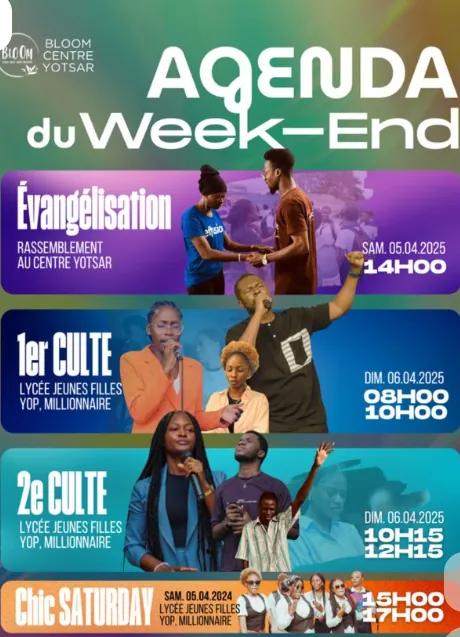 BLOOM
BLOOM
CENTRE
YOTSAR
AGENDA
du Week-End
Évangélisation
RASSEMBLEMENT
AU CENTRE YOTSAR
SAM. 05.04.2025
14H00
1er CULTE
LYCÉE JEUNES FILLES
YOP, MILLIONNAIRE
DIM. 06.04.2025
08H00
10H00
2e CULTE
LYCÉE JEUNES FILLES
YOP, MILLIONNAIRE
DIM. 06.04.2025
10H15
12H15
Chic SATURDAY
SAM. 05.04.2024
LYCÉE JEUNES FILLES
YOP, MILLIONNAIRE
15H00
17H00